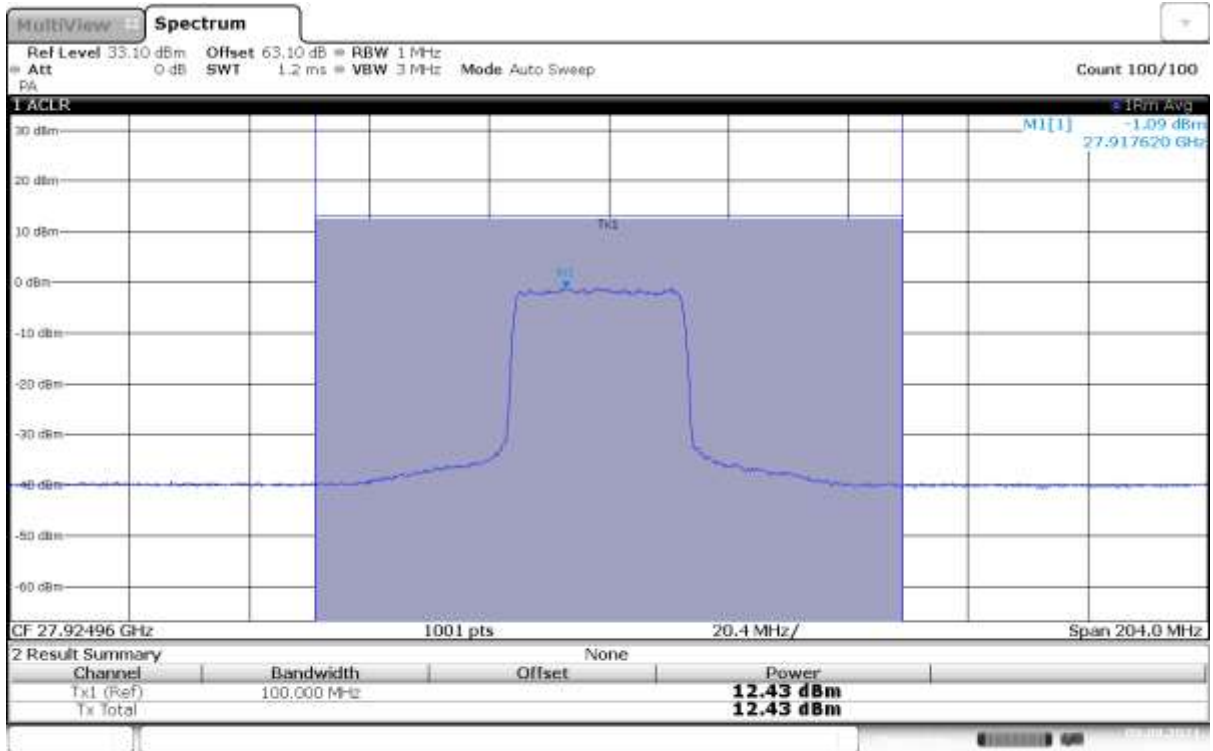 MultiView Spectrum
Ref Level 33.10 dBm Offset 63.10 dB RBW 1 MHz
Att 0 dB SWT 1.2 ms VBW 3 MHz Mode Auto Sweep Count 100/100
PA
1 ACLR 1Rm Avg
30 dBm
M1[1] -1.09 dBm
27.917620 GHz
20 dBm
10 dBm
Tx1
M1
0 dBm
-10 dBm
-20 dBm
-30 dBm
-40 dBm
-50 dBm
-60 dBm
CF 27.92496 GHz 1001 pts 20.4 MHz/ Span 204.0 MHz
2 Result Summary None
Channel Bandwidth Offset Power
Tx1 (Ref) 100.000 MHz 12.43 dBm
Tx Total 12.43 dBm